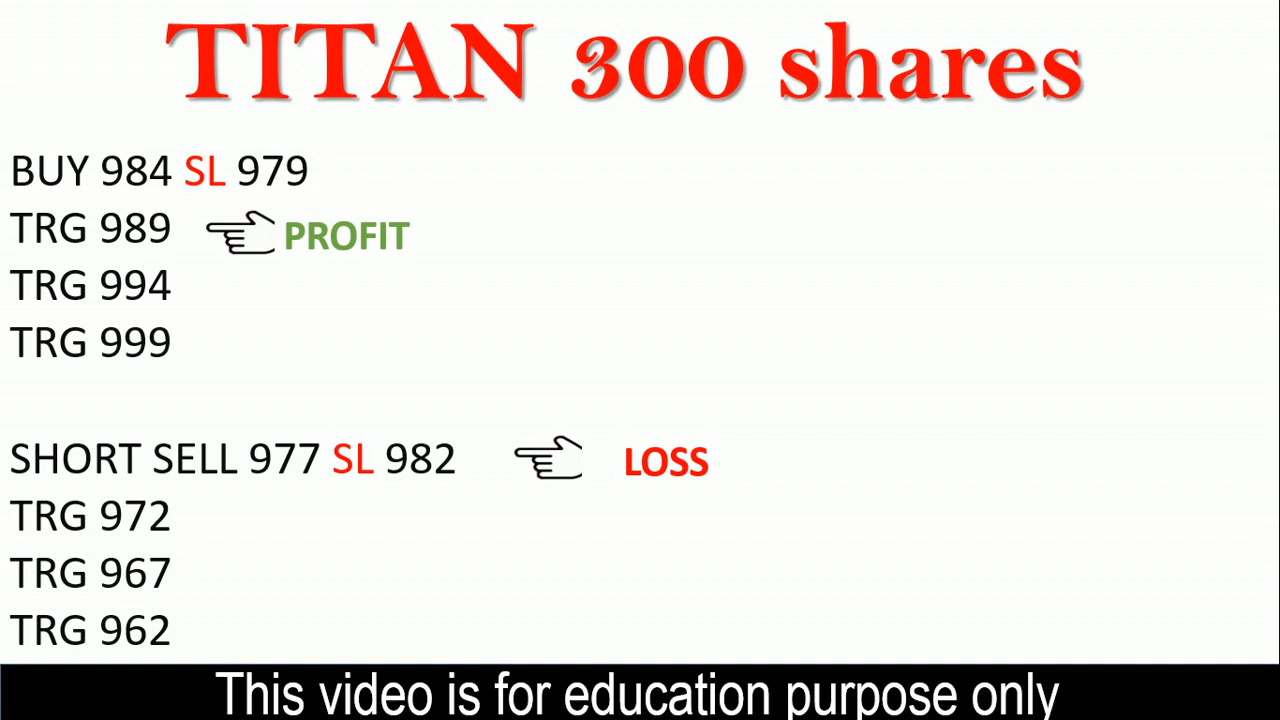 TITAN 300 shares
BUY 984 SL 979
TRG 989 PROFIT
TRG 994
TRG 999
SHORT SELL 977 SL 982 LOSS
TRG 972
TRG 967
TRG 962
This video is for education purpose only